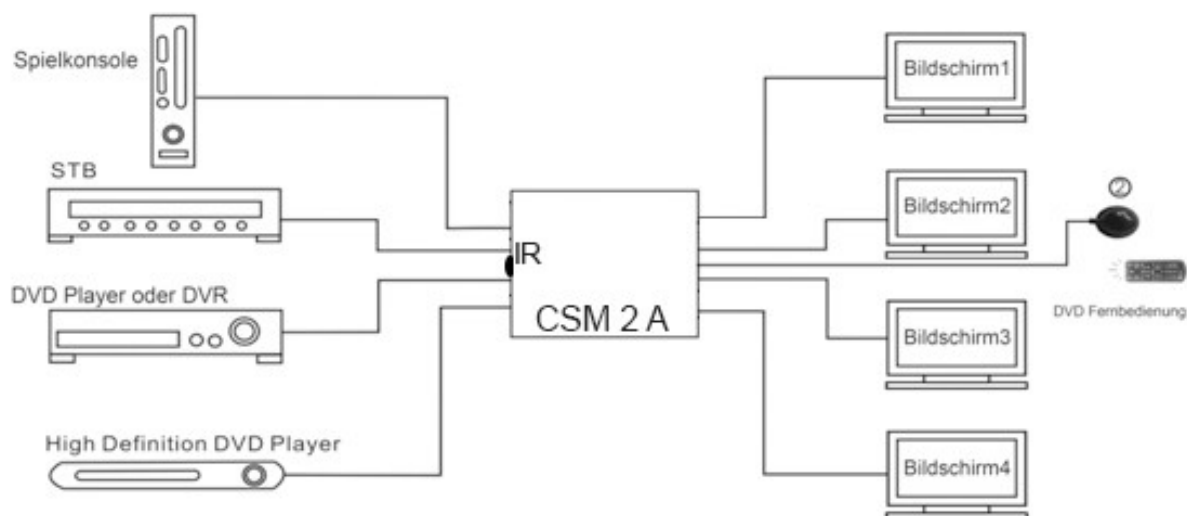 Spielkonsole
STB
DVD Player oder DVR
High Definition DVD Player
IR
CSM 2 A
Bildschirm1
Bildschirm2
Bildschirm3
Bildschirm4
②
DVD Fernbedienung